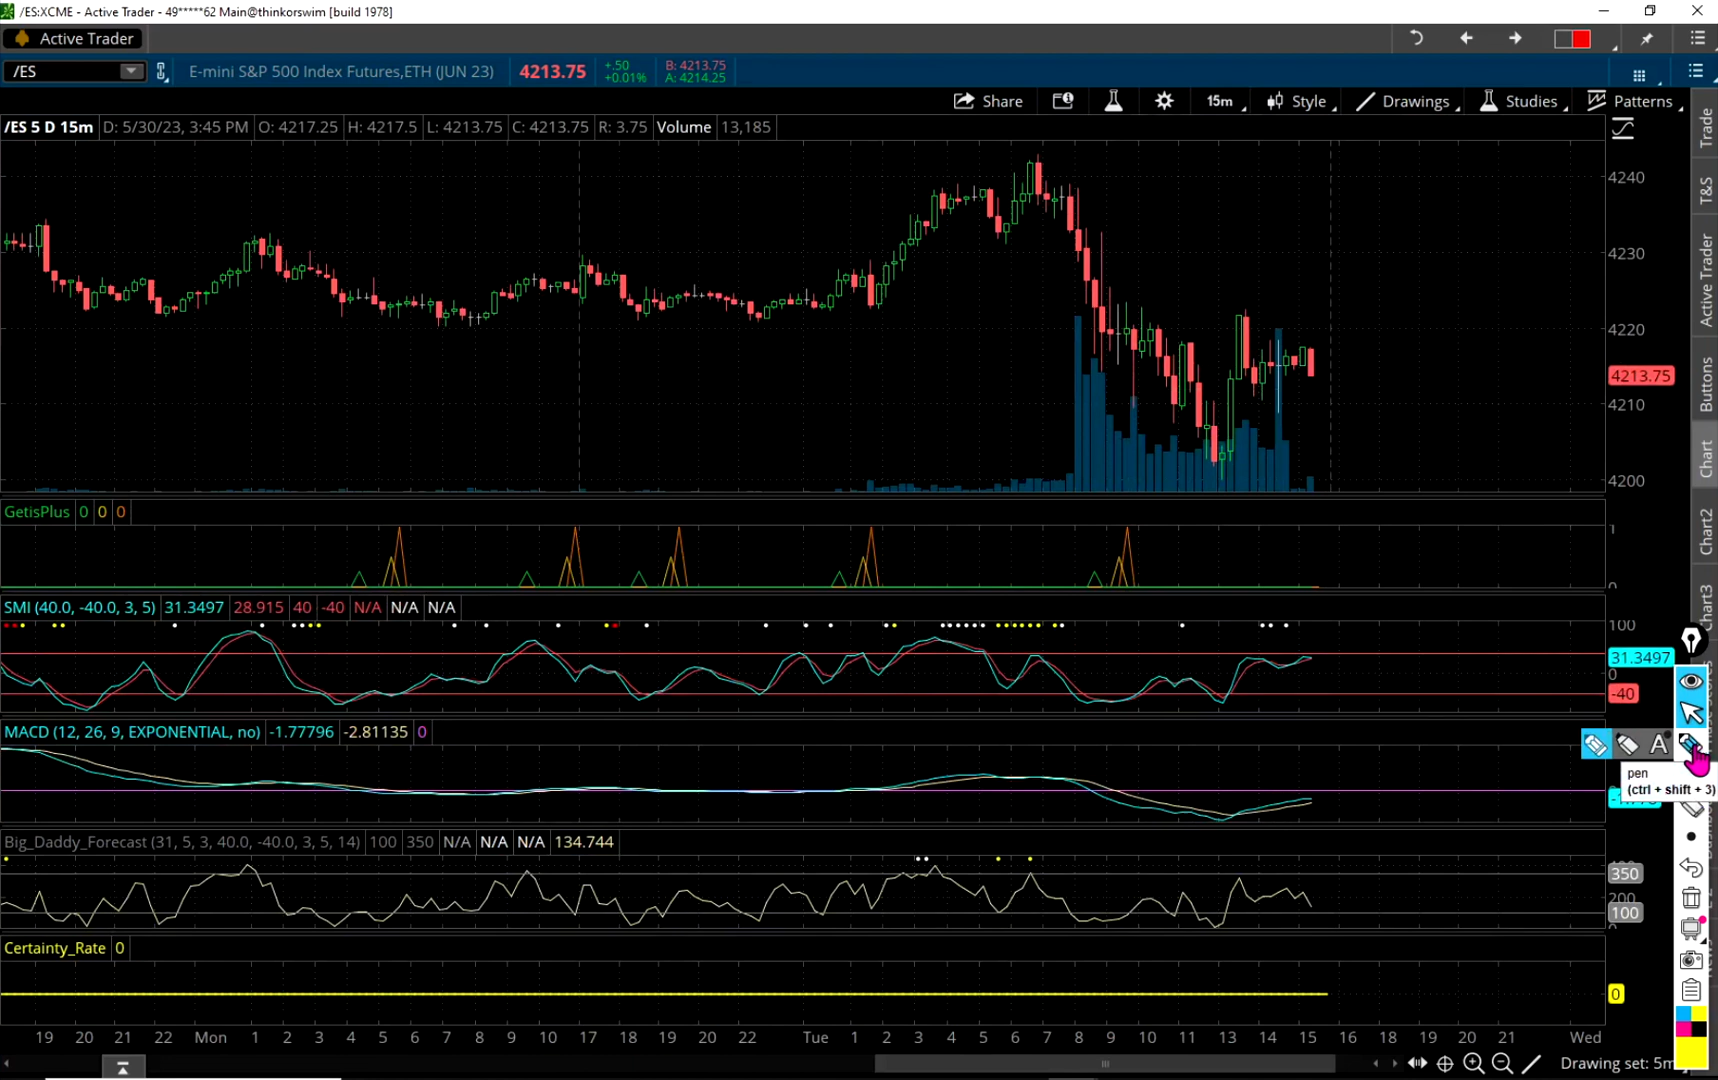 /ES:XCME - Active Trader - 49*****62 Main@thinkorswim [build 1978]
Active Trader
/ES E-mini S&P 500 Index Futures,ETH (JUN 23) 4213.75 +.50 +0.01% B: 4213.75 A: 4214.25
Share 15m Style Drawings Studies Patterns
/ES 5 D 15m D: 5/30/23, 3:45 PM O: 4217.25 H: 4217.5 L: 4213.75 C: 4213.75 R: 3.75 Volume 13,185
4240
4230
4220
4213.75
4210
4200
GetisPlus 0 0 0
1
0
SMI (40.0, -40.0, 3, 5) 31.3497 28.915 40 -40 N/A N/A N/A
100
31.3497
0
-40
MACD (12, 26, 9, EXPONENTIAL, no) -1.77796 -2.81135 0
A
pen
(ctrl + shift + 3)
Big_Daddy_Forecast (31, 5, 3, 40.0, -40.0, 3, 5, 14) 100 350 N/A N/A N/A 134.744
350
200
100
Certainty_Rate 0
0
19 20 21 22 Mon 1 2 3 4 5 6 7 8 9 10 17 18 19 20 22 Tue 1 2 3 4 5 6 7 8 9 10 11 12 13 14 15 16 18 19 20 21 Wed
Drawing set: 5m
Trade
T&S
Active Trader
Buttons
Chart
Chart2
Chart3